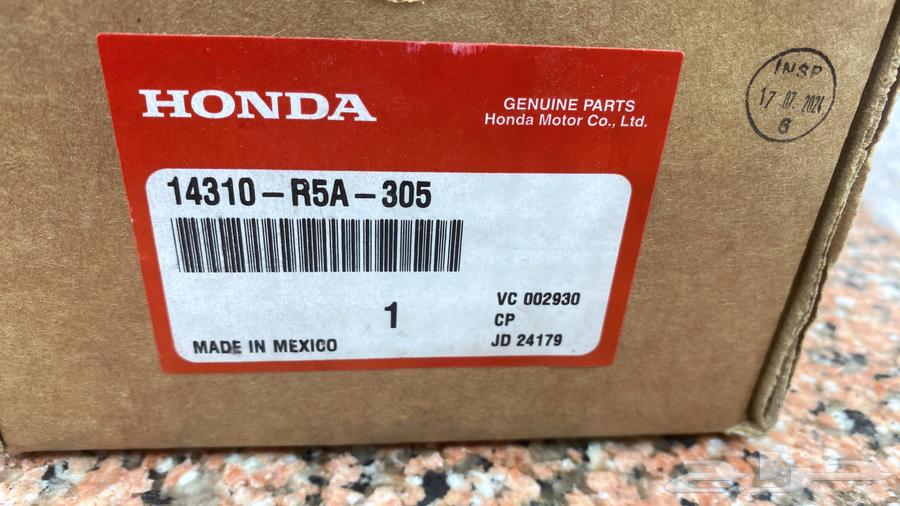 HONDA
GENUINE PARTS
Honda Motor Co., Ltd.
14310-R5A-305
1
VC 002930
CP
JD 24179
MADE IN MEXICO
INSP
17.07.2024
8
حراج